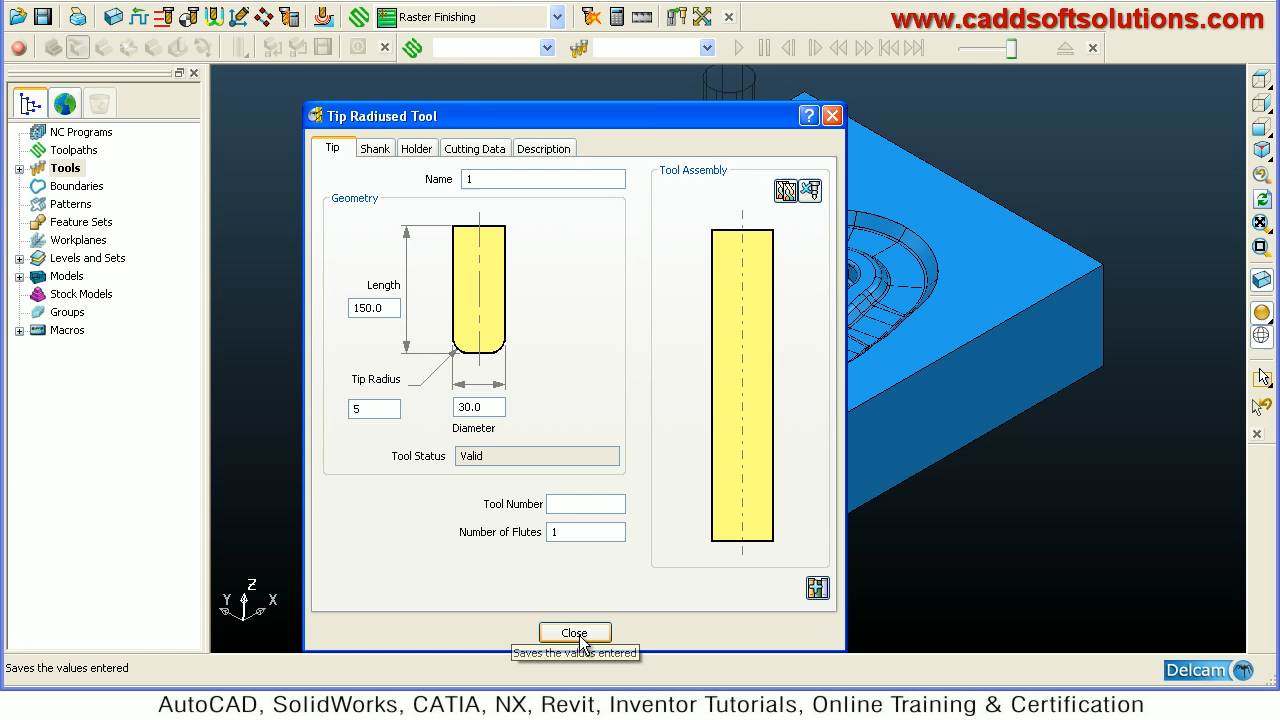 Raster Finishing
www.caddsoftsolutions.com
NC Programs
Toolpaths
Tools
Boundaries
Patterns
Feature Sets
Workplanes
Levels and Sets
Models
Stock Models
Groups
Macros
Tip Radiused Tool
Tip
Shank
Holder
Cutting Data
Description
Name
1
Geometry
Length
150.0
Tip Radius
5
30.0
Diameter
Tool Status
Valid
Tool Number
Number of Flutes
1
Tool Assembly
Close
Saves the values entered
Z
Y
X
Saves the values entered
Delcam
AutoCAD, SolidWorks, CATIA, NX, Revit, Inventor Tutorials, Online Training & Certification